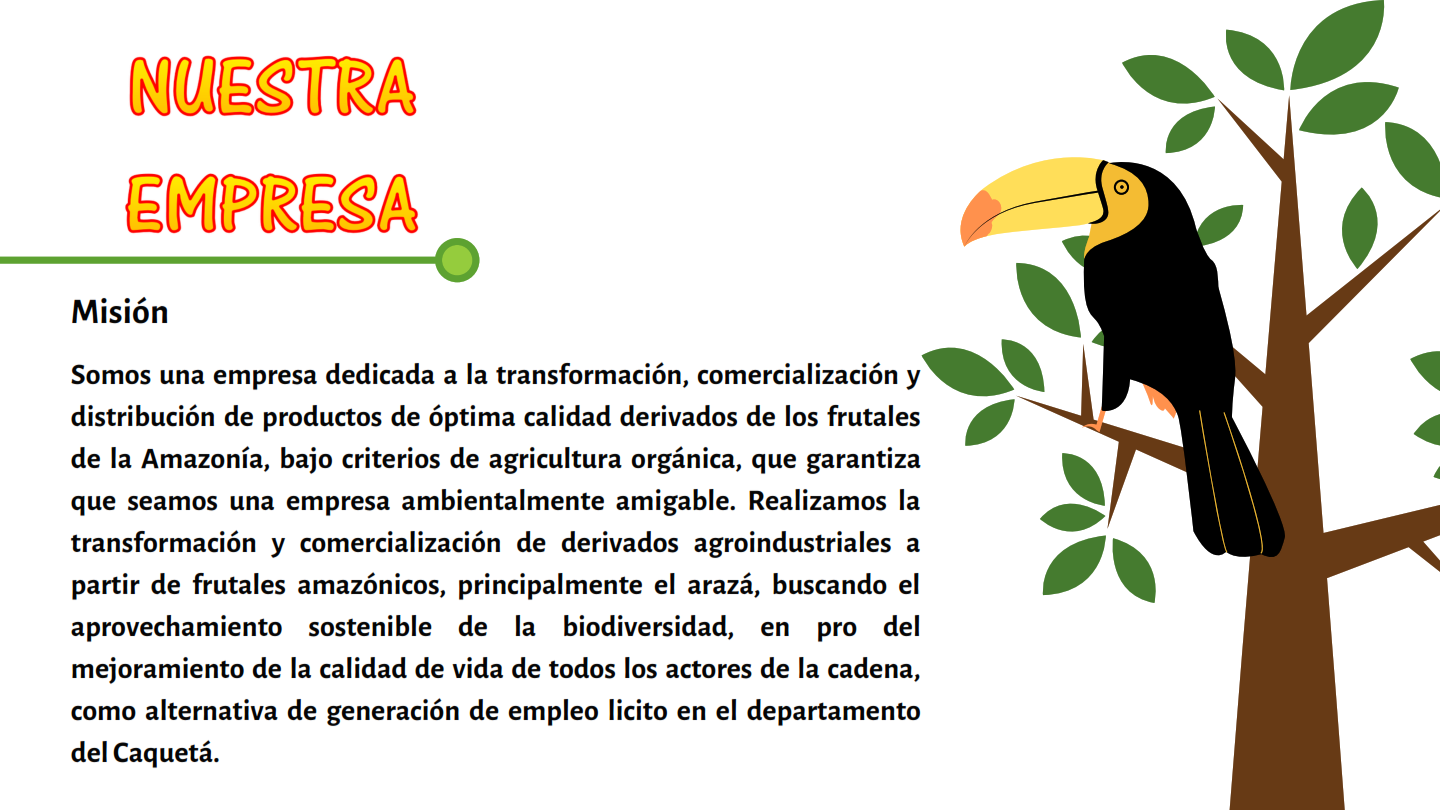 NUESTRA
EMPRESA
Misión
Somos una empresa dedicada a la transformación, comercialización y
distribución de productos de óptima calidad derivados de los frutales
de la Amazonía, bajo criterios de agricultura orgánica, que garantiza
que seamos una empresa ambientalmente amigable. Realizamos la
transformación y comercialización de derivados agroindustriales a
partir de frutales amazónicos, principalmente el arazá, buscando el
aprovechamiento sostenible de la biodiversidad, en pro del
mejoramiento de la calidad de vida de todos los actores de la cadena,
como alternativa de generación de empleo licito en el departamento
del Caquetá.